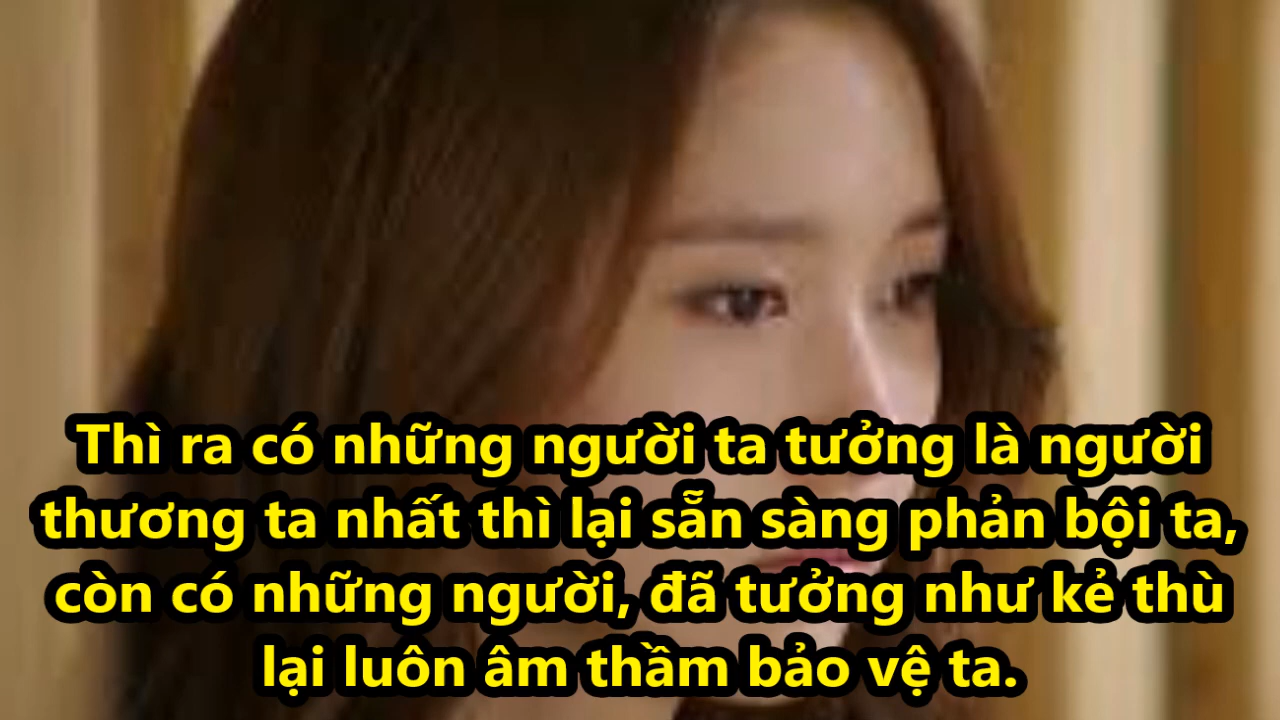 Thì ra có những người ta tưởng là người
thương ta nhất thì lại sẵn sàng phản bội ta,
còn có những người, đã tưởng như kẻ thù
lại luôn âm thầm bảo vệ ta.